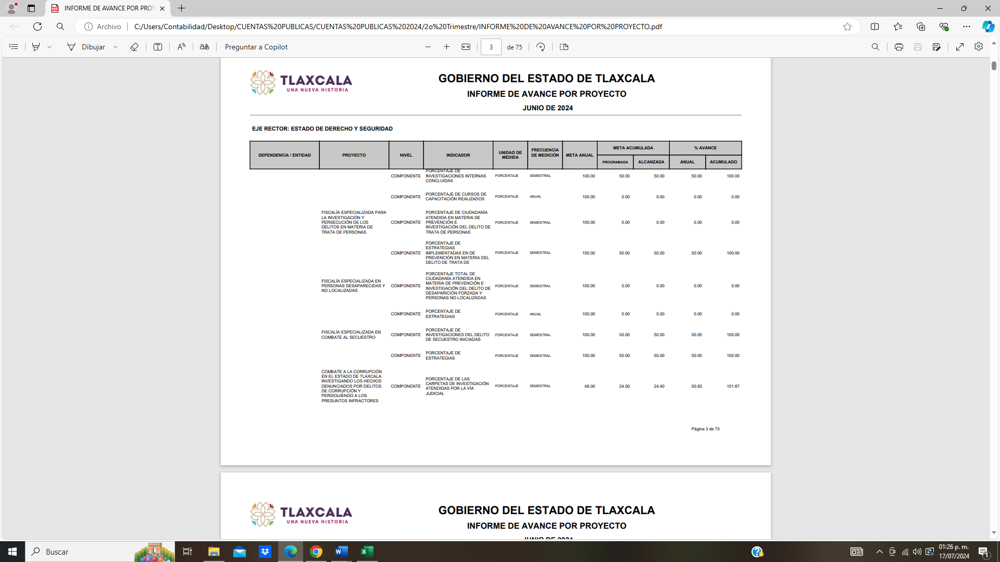 INFORME DE AVANCE POR PROY
Archivo
C:/Users/Contabilidad/Desktop/CUENTAS%20PUBLICAS/CUENTAS%20PUBLICAS%202024/2o%20Trimestre/INFORME%20DE%20AVANCE%20POR%20PROYECTO.pdf
Dibujar
Preguntar a Copilot
3 de 75
TLAXCALA
UNA NUEVA HISTORIA
GOBIERNO DEL ESTADO DE TLAXCALA
INFORME DE AVANCE POR PROYECTO
JUNIO DE 2024
EJE RECTOR: ESTADO DE DERECHO Y SEGURIDAD
DEPENDENCIA / ENTIDAD PROYECTO NIVEL INDICADOR UNIDAD DE MEDIDA FRECUENCIA DE MEDICIÓN META ANUAL META ACUMULADA % AVANCE
PROGRAMADA ALCANZADA ANUAL ACUMULADO
COMPONENTE PORCENTAJE DE INVESTIGACIONES INTERNAS CONCLUIDAS PORCENTAJE SEMESTRAL 100.00 50.00 50.00 50.00 100.00
COMPONENTE PORCENTAJE DE CURSOS DE CAPACITACIÓN REALIZADOS PORCENTAJE ANUAL 100.00 0.00 0.00 0.00 0.00
FISCALÍA ESPECIALIZADA PARA LA INVESTIGACIÓN Y PERSECUCIÓN DE LOS DELITOS EN MATERIA DE TRATA DE PERSONAS COMPONENTE PORCENTAJE DE CIUDADANÍA ATENDIDA EN MATERIA DE PREVENCIÓN E INVESTIGACIÓN DEL DELITO DE TRATA DE PERSONAS PORCENTAJE SEMESTRAL 100.00 0.00 0.00 0.00 0.00
COMPONENTE PORCENTAJE DE ESTRATEGIAS IMPLEMENTADAS EN DE PREVENCIÓN EN MATERIA DEL DELITO DE TRATA DE PORCENTAJE SEMESTRAL 100.00 50.00 50.00 50.00 100.00
FISCALÍA ESPECIALIZADA EN PERSONAS DESAPARECIDAS Y NO LOCALIZADAS COMPONENTE PORCENTAJE TOTAL DE CIUDADANÍA ATENDIDA EN MATERIA DE PREVENCIÓN E INVESTIGACIÓN DEL DELITO DE DESAPARICIÓN FORZADA Y PERSONAS NO LOCALIZADAS PORCENTAJE SEMESTRAL 100.00 0.00 0.00 0.00 0.00
COMPONENTE PORCENTAJE DE ESTRATEGIAS PORCENTAJE ANUAL 100.00 0.00 0.00 0.00 0.00
FISCALÍA ESPECIALIZADA EN COMBATE AL SECUESTRO COMPONENTE PORCENTAJE DE INVESTIGACIONES DEL DELITO DE SECUESTRO INICIADAS PORCENTAJE SEMESTRAL 100.00 50.00 50.00 50.00 100.00
COMPONENTE PORCENTAJE DE ESTRATEGIAS PORCENTAJE SEMESTRAL 100.00 50.00 50.00 50.00 100.00
COMBATE A LA CORRUPCIÓN EN EL ESTADO DE TLAXCALA INVESTIGANDO LOS HECHOS DENUNCIADOS POR DELITOS DE CORRUPCIÓN Y PERSIGUIENDO A LOS PRESUNTOS INFRACTORES COMPONENTE PORCENTAJE DE LAS CARPETAS DE INVESTIGACIÓN ATENDIDAS POR LA VÍA JUDICIAL PORCENTAJE SEMESTRAL 48.00 24.00 24.40 50.83 101.67
Página 3 de 75
TLAXCALA
UNA NUEVA HISTORIA
GOBIERNO DEL ESTADO DE TLAXCALA
INFORME DE AVANCE POR PROYECTO
JUNIO DE 2024
Buscar
01:26 p. m.
17/07/2024
1